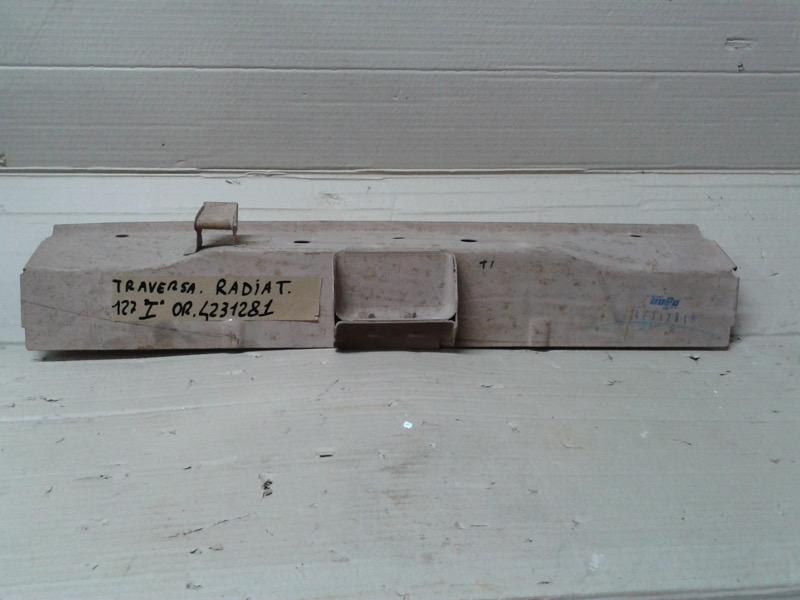 TRAVERSA. RADIAT.
127 "I" OR. 4231281